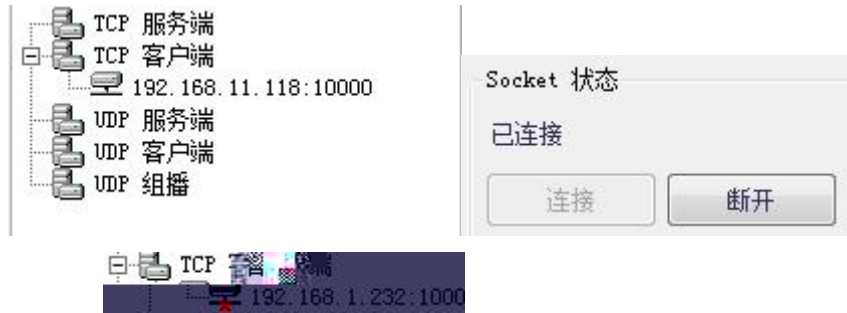 TCP 服务端
TCP 客户端
192.168.11.118:10000
UDP 服务端
UDP 客户端
UDP 组播
Socket 状态
已连接
连接 断开
TCP 端
192.168.1.232:1000